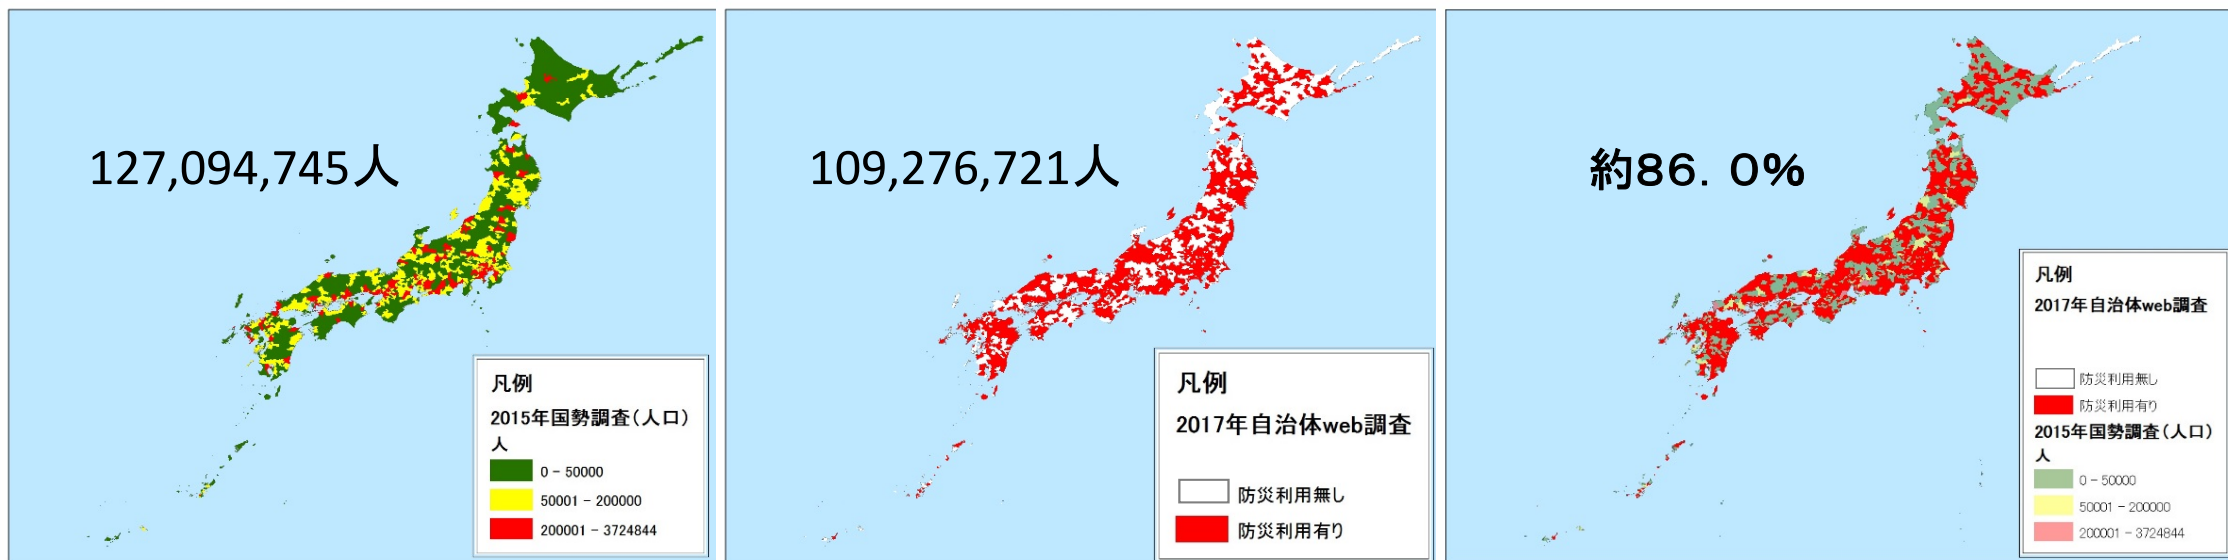 127,094,745人
凡例
2015年国勢調査(人口)
人
0 - 50000
50001 - 200000
200001 - 3724844
109,276,721人
凡例
2017年自治体web調査
防災利用無し
防災利用有り
約86. 0%
凡例
2017年自治体web調査
防災利用無し
防災利用有り
2015年国勢調査(人口)
人
0 - 50000
50001 - 200000
200001 - 3724844